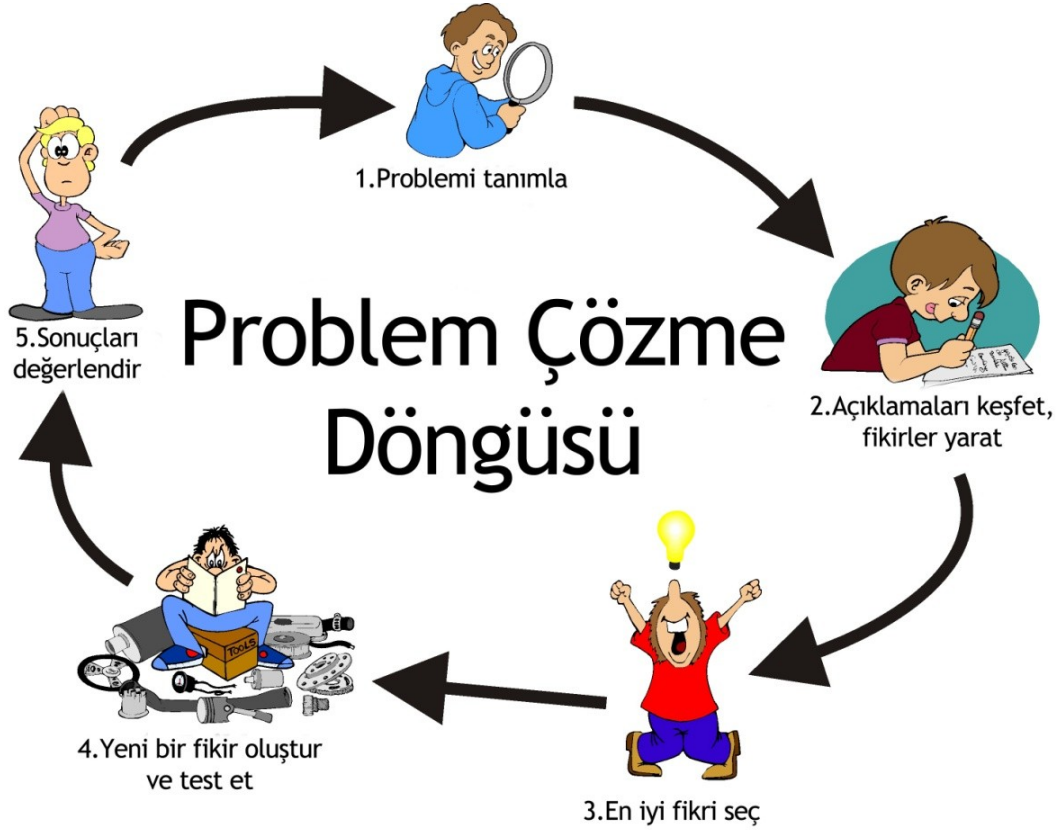 Problem Çözme
Döngüsü
1.Problemi tanımla
2.Açıklamaları keşfet,
fikirler yarat
3.En iyi fikri seç
4.Yeni bir fikir oluştur
ve test et
TOOLS
5.Sonuçları
değerlendir